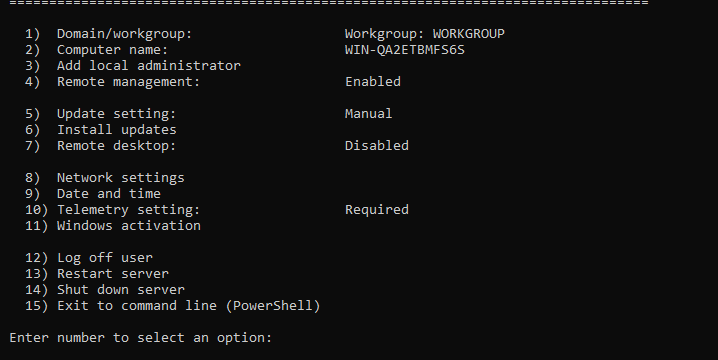 ================================================================================
1) Domain/workgroup: Workgroup: WORKGROUP
2) Computer name: WIN-QA2ETBMFS6S
3) Add local administrator
4) Remote management: Enabled
5) Update setting: Manual
6) Install updates
7) Remote desktop: Disabled
8) Network settings
9) Date and time
10) Telemetry setting: Required
11) Windows activation
12) Log off user
13) Restart server
14) Shut down server
15) Exit to command line (PowerShell)
Enter number to select an option: